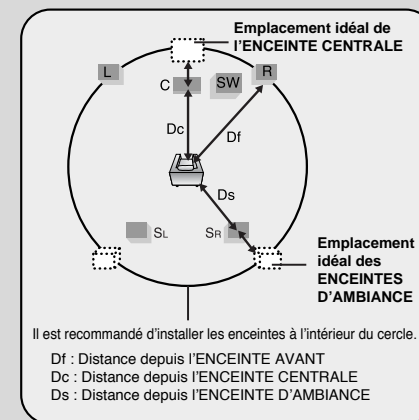 Emplacement idéal de
l'ENCEINTE CENTRALE
L
R
C
SW
Dc
Df
Ds
SL
SR
Emplacement
idéal des
ENCEINTES
D'AMBIANCE
Il est recommandé d'installer les enceintes à l'intérieur du cercle.
Df : Distance depuis l'ENCEINTE AVANT
Dc : Distance depuis l'ENCEINTE CENTRALE
Ds : Distance depuis l'ENCEINTE D'AMBIANCE